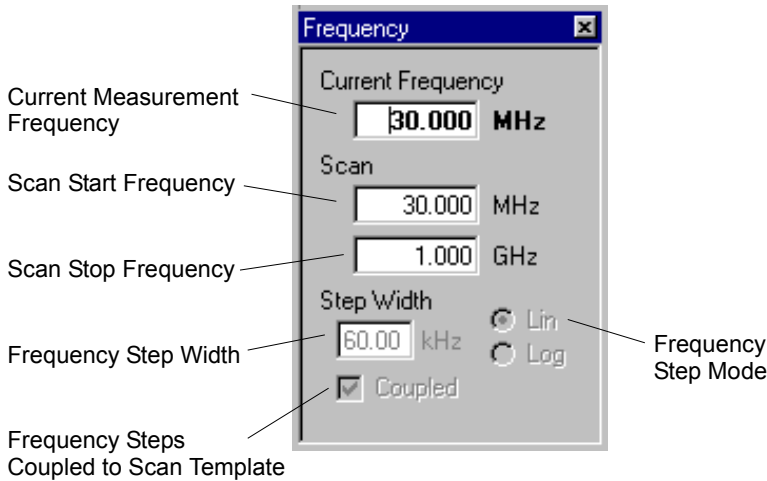 Frequency
Current Frequency
Current Measurement
Frequency
30.000 MHz
Scan
Scan Start Frequency
30.000 MHz
Scan Stop Frequency
1.000 GHz
Step Width
Frequency Step Width
60.00 kHz
Lin
Log
Frequency
Step Mode
Coupled
Frequency Steps
Coupled to Scan Template